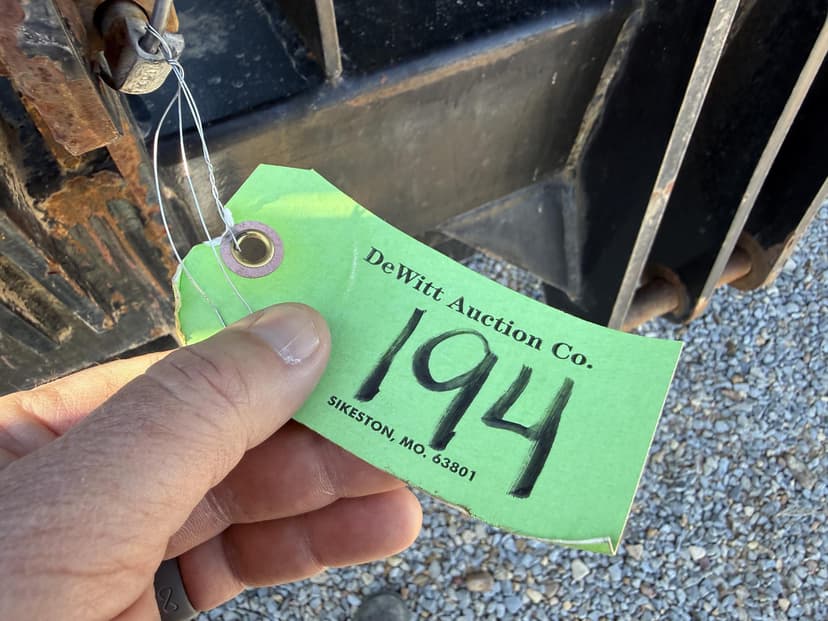 DeWitt Auction Co.
194
SIKESTON, MO. 63801